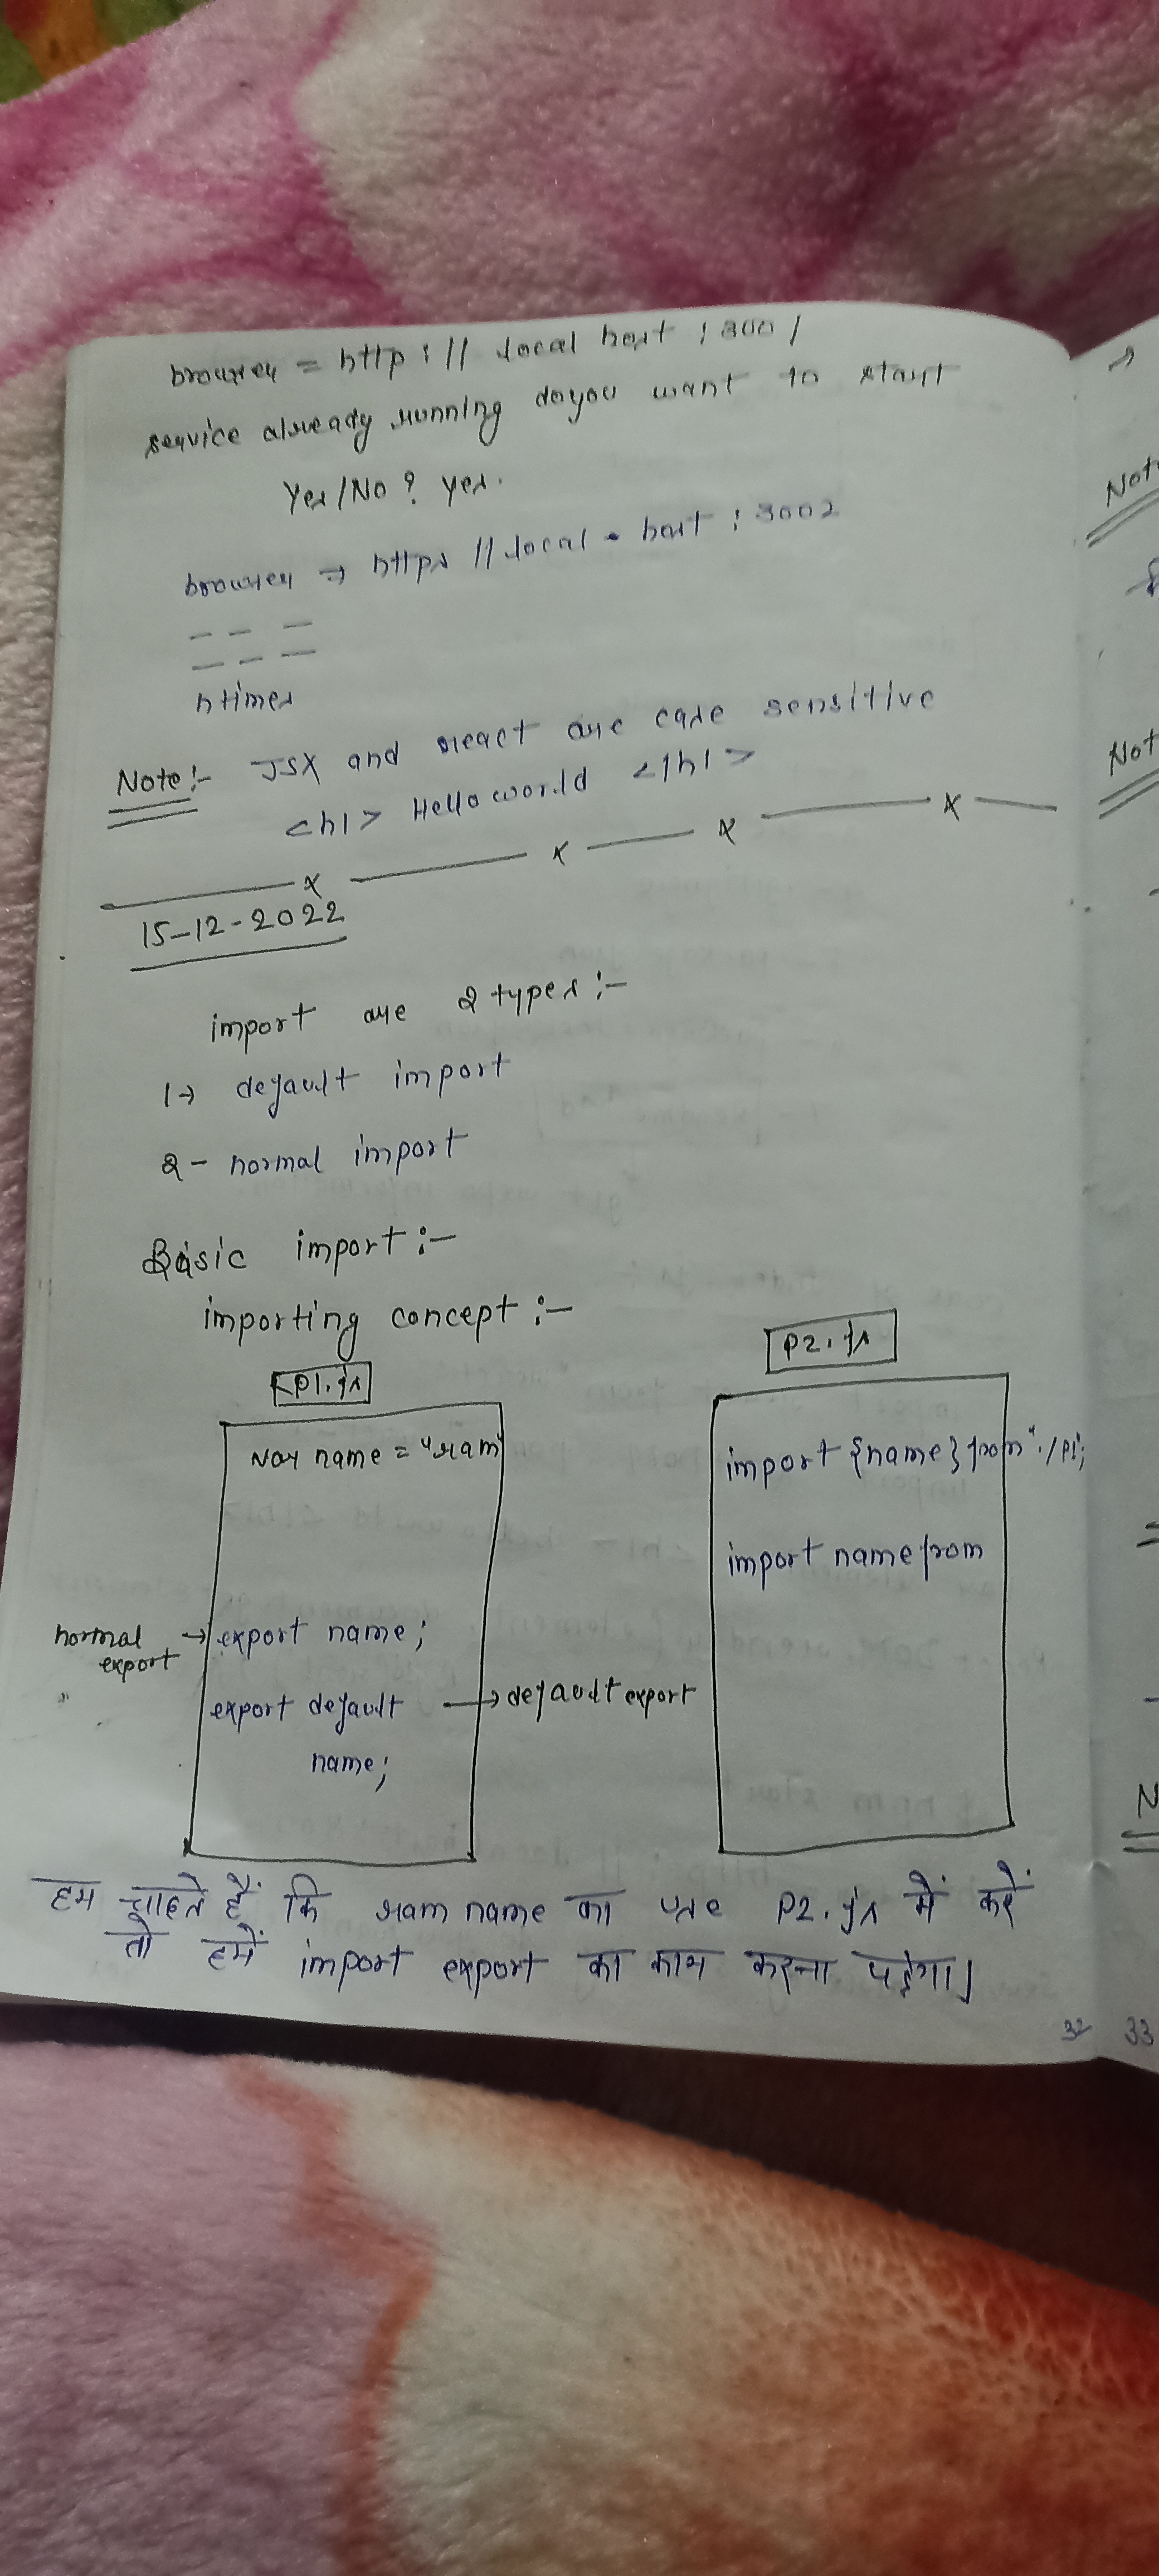 browser = http : // local host : 3001
service already running do you want to start
Yes/No ? yes.
browser → https // local - host : 3002
n times
Note :- JSX and react are case sensitive
<h1> Hello world </h1>
15-12-2022
import are 2 types :-
1 → default import
2 - normal import
Basic import :-
importing concept :-
p1.js
P2.js
var name = "ram"
import {name} from "./p1;
import name from
normal export → export name;
export default → default export
name;
हम चाहते हैं कि ram name का use P2.js में करें
तो हमें import export का काम करना पड़ेगा।
32
33
Note
Not
N